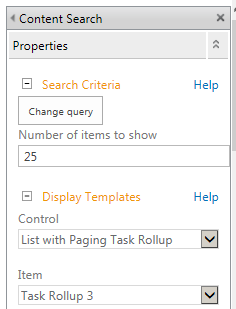 Content Search
Properties
Search Criteria Help
Change query
Number of items to show
25
Display Templates Help
Control
List with Paging Task Rollup
Item
Task Rollup 3